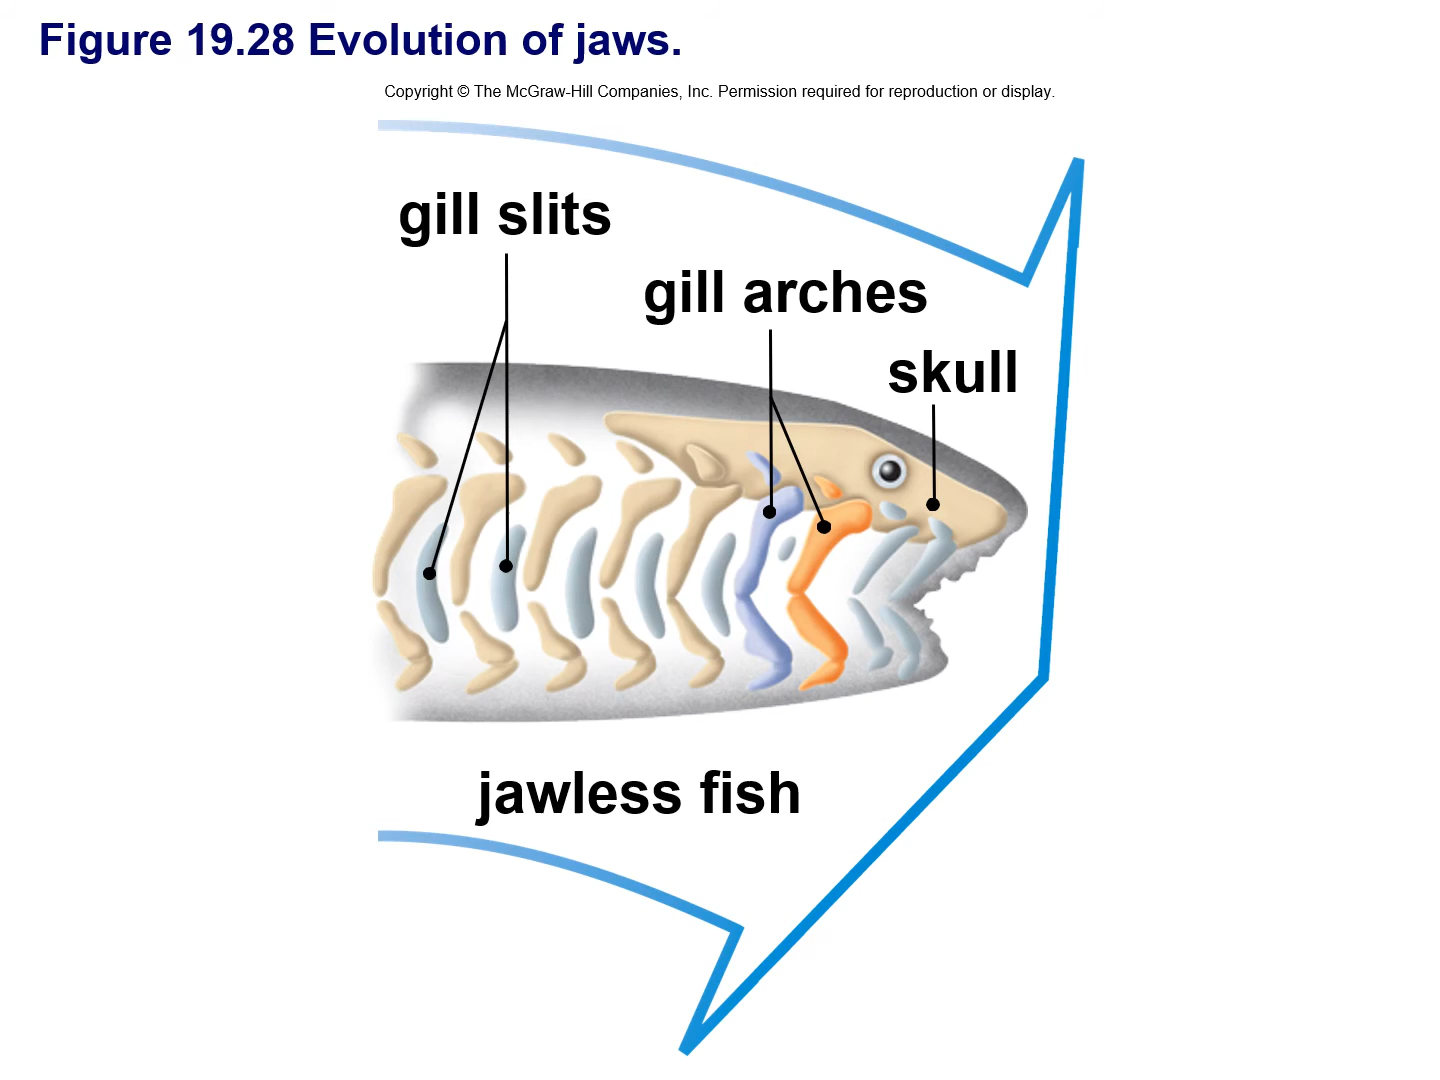 Figure 19.28 Evolution of jaws.
Copyright © The McGraw-Hill Companies, Inc. Permission required for reproduction or display.
gill slits
gill arches
skull
jawless fish